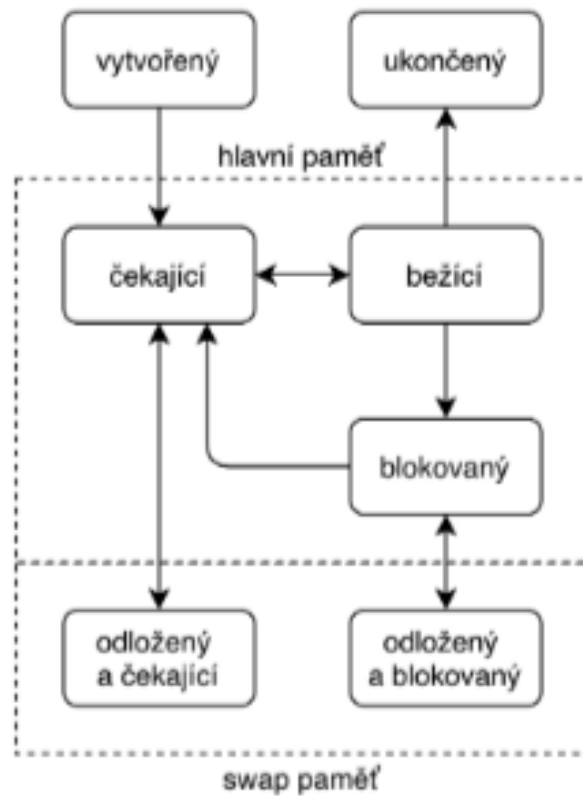 vytvořený
ukončený
hlavní paměť
čekající
bežící
blokovaný
odložený
a čekající
odložený
a blokovaný
swap paměť